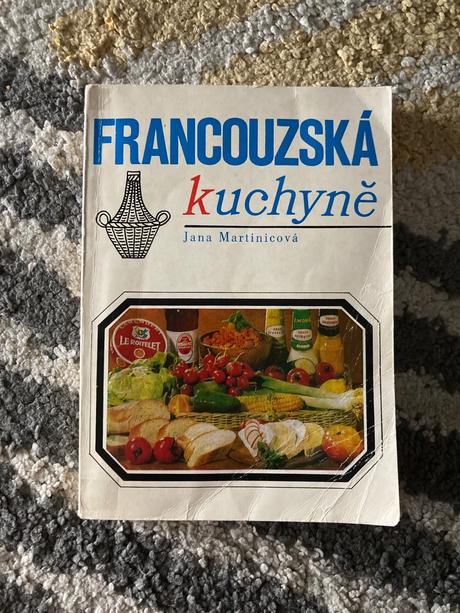 FRANCOUZSKÁ
kuchyně
Jana Martinicová
LE ROITELET